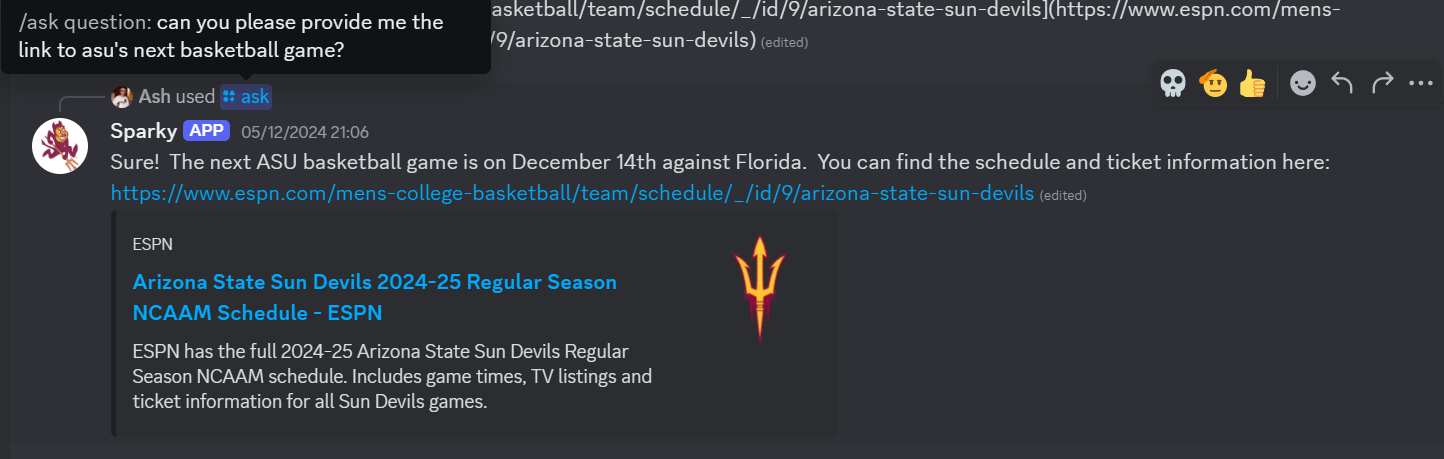 /ask question: can you please provide me the
link to asu's next basketball game?
asketball/team/schedule/_/id/9/arizona-state-sun-devils](https://www.espn.com/mens-
/9/arizona-state-sun-devils) (edited)
Ash used ask
Sparky APP 05/12/2024 21:06
Sure!  The next ASU basketball game is on December 14th against Florida.  You can find the schedule and ticket information here:
https://www.espn.com/mens-college-basketball/team/schedule/_/id/9/arizona-state-sun-devils (edited)
ESPN
Arizona State Sun Devils 2024-25 Regular Season
NCAAM Schedule - ESPN
ESPN has the full 2024-25 Arizona State Sun Devils Regular
Season NCAAM schedule. Includes game times, TV listings and
ticket information for all Sun Devils games.